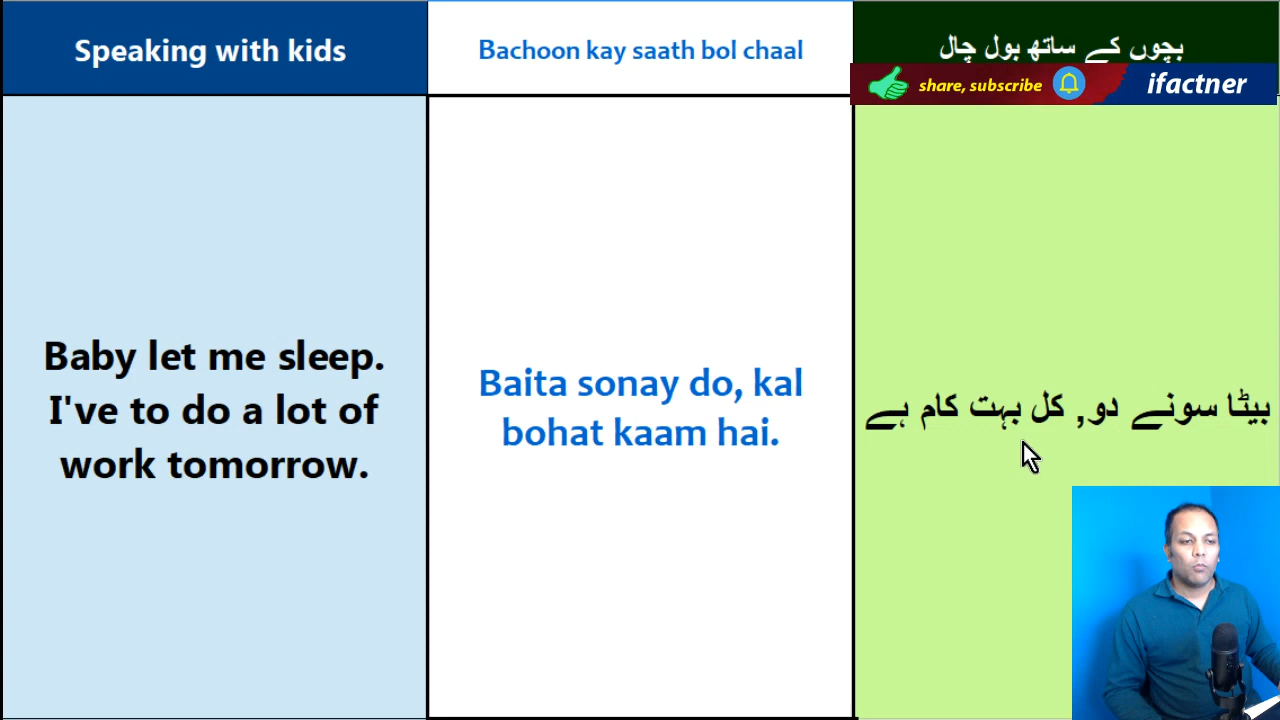 Speaking with kids
Bachoon kay saath bol chaal
بچوں کے ساتھ بول چال
share, subscribe
ifactner
Baby let me sleep.
I've to do a lot of
work tomorrow.
Baita sonay do, kal
bohat kaam hai.
بیٹا سونے دو, کل بہت کام ہے